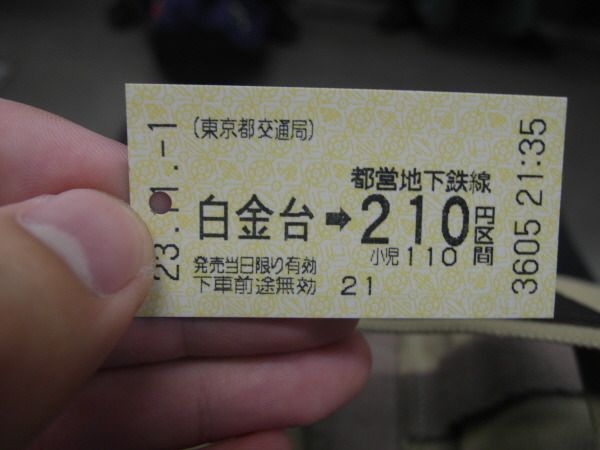 (東京都交通局)
都営地下鉄線
白金台➡210円区間
小児110
発売当日限り有効
下車前途無効 21
23.11.-1
3605 21:35